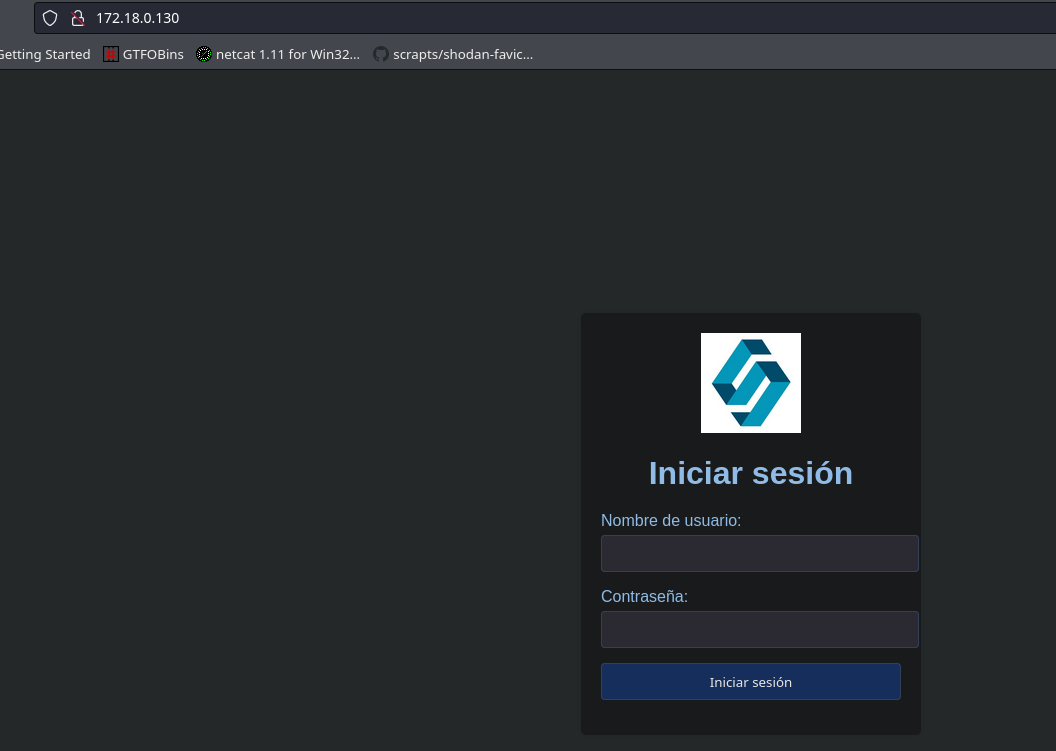 172.18.0.130
Getting Started GTFOBins netcat 1.11 for Win32... scrapts/shodan-favic...
Iniciar sesión
Nombre de usuario:
Contraseña:
Iniciar sesión